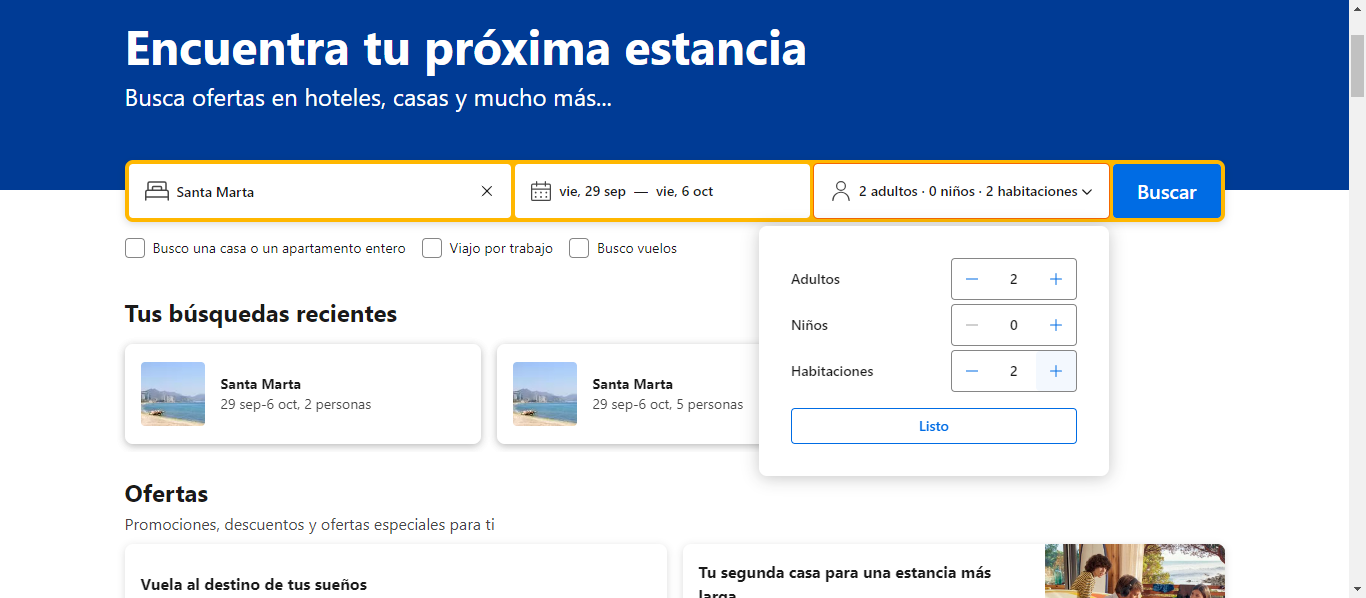 Encuentra tu próxima estancia
Busca ofertas en hoteles, casas y mucho más...
Santa Marta
vie, 29 sep — vie, 6 oct
2 adultos · 0 niños · 2 habitaciones
Buscar
Busco una casa o un apartamento entero
Viajo por trabajo
Busco vuelos
Adultos
2
Niños
0
Habitaciones
2
Listo
Tus búsquedas recientes
Santa Marta
29 sep-6 oct, 2 personas
Santa Marta
29 sep-6 oct, 5 personas
Ofertas
Promociones, descuentos y ofertas especiales para ti
Vuela al destino de tus sueños
Tu segunda casa para una estancia más
larga